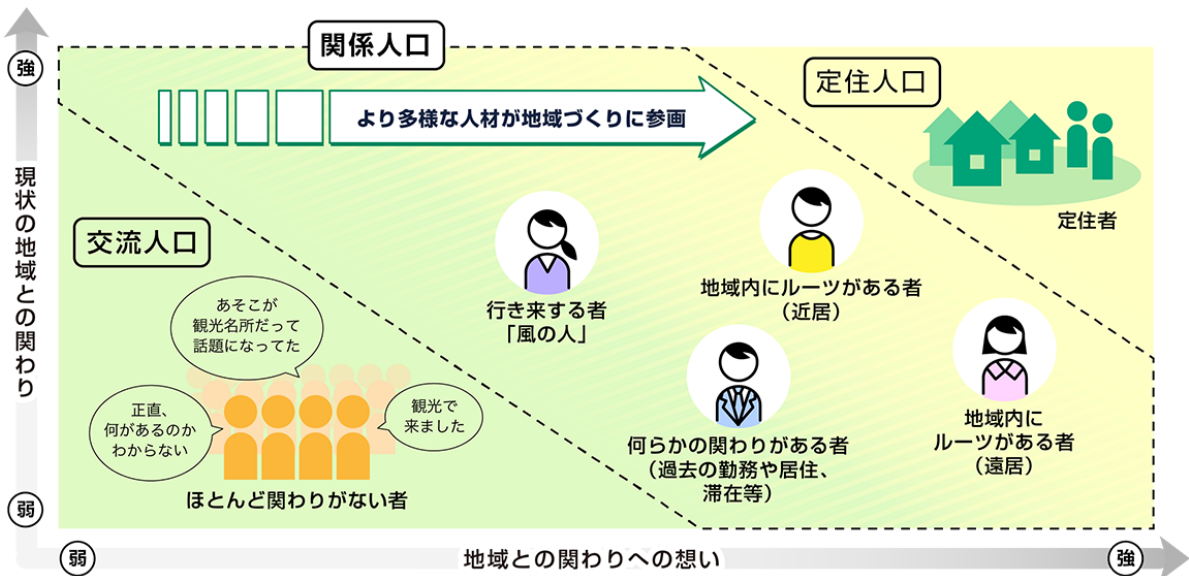 強
関係人口
定住人口
より多様な人材が地域づくりに参画
現状の地域との関わり
定住者
交流人口
あそこが
観光名所だって
話題になってた
行き来する者
「風の人」
地域内にルーツがある者
（近居）
正直、
何があるのか
わからない
観光で
来ました
ほとんど関わりがない者
何らかの関わりがある者
（過去の勤務や居住、
滞在等）
地域内に
ルーツがある者
（遠居）
弱
弱
地域との関わりへの想い
強